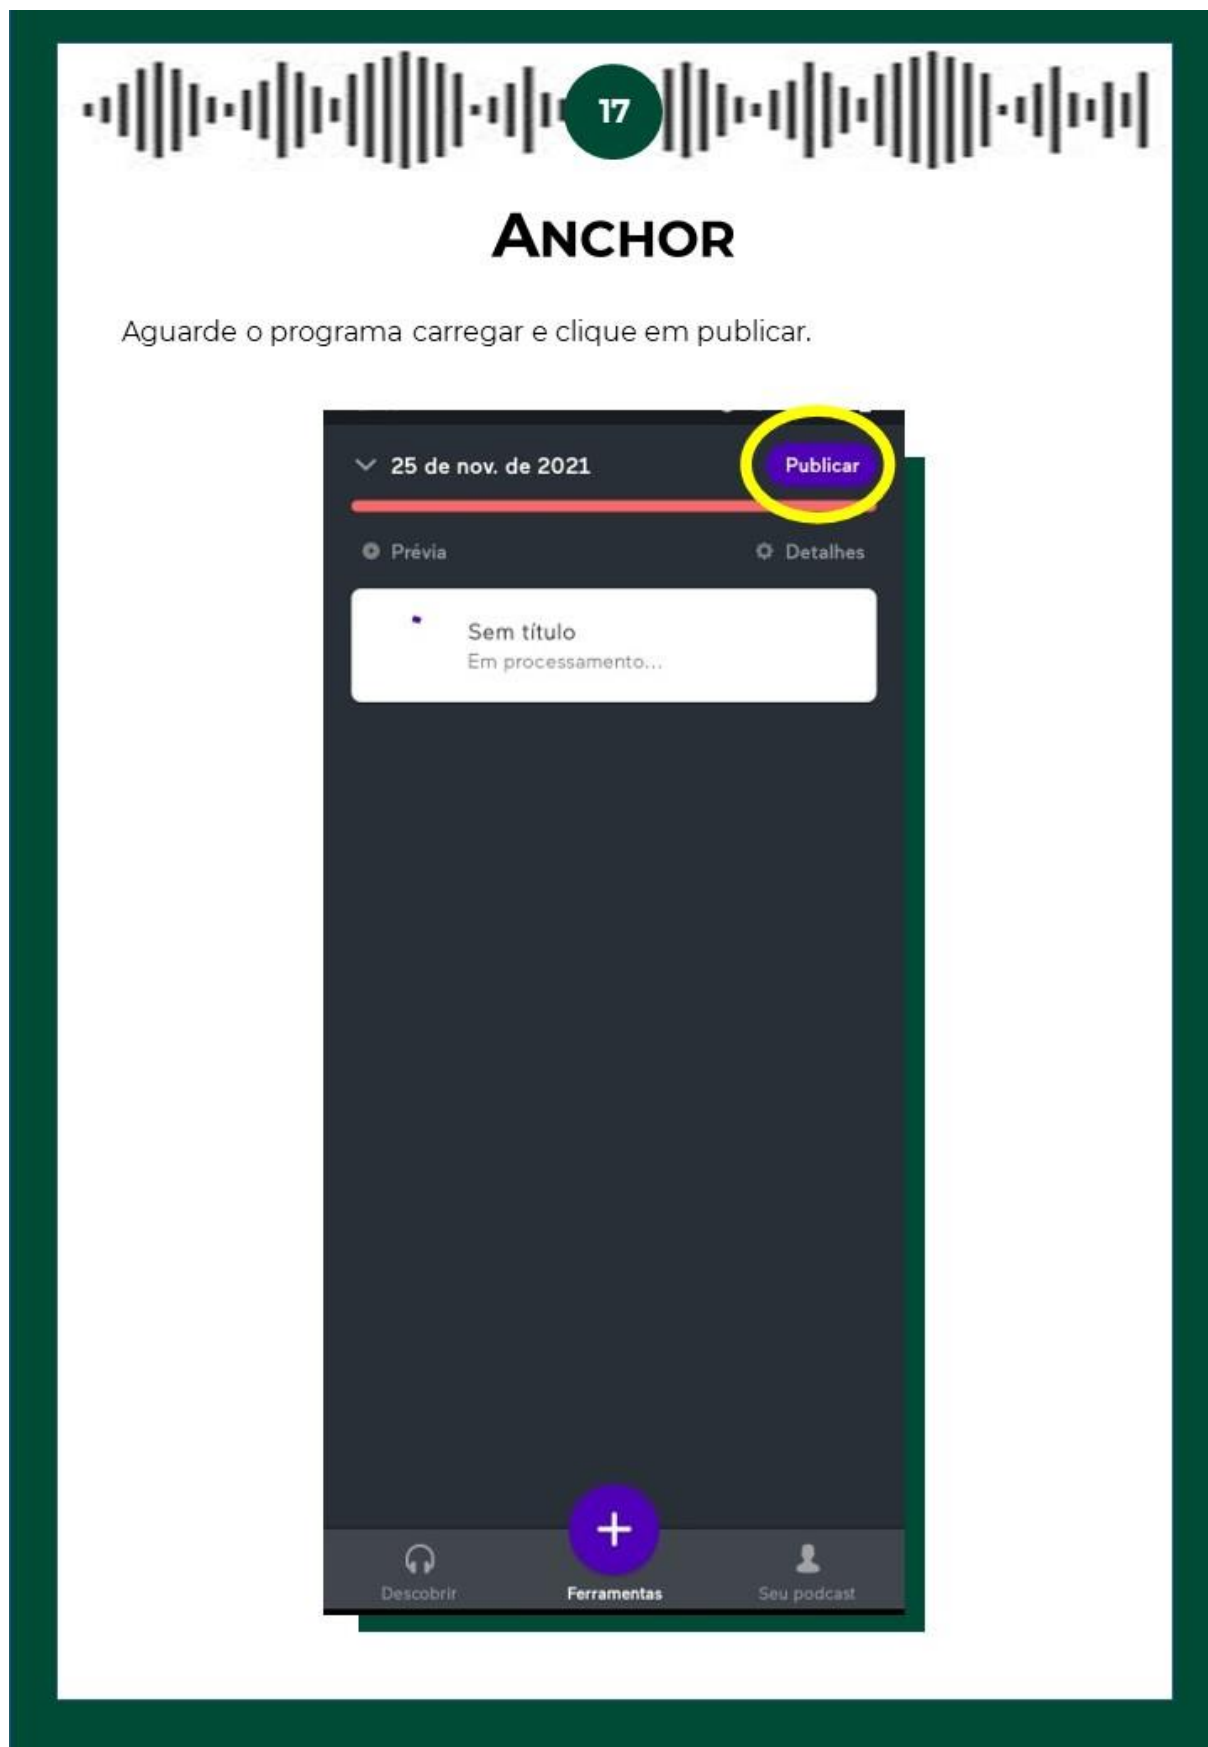 17
ANCHOR
Aguarde o programa carregar e clique em publicar.
25 de nov. de 2021
Publicar
Prévia
Detalhes
Sem título
Em processamento...
Descobrir
Ferramentas
Seu podcast